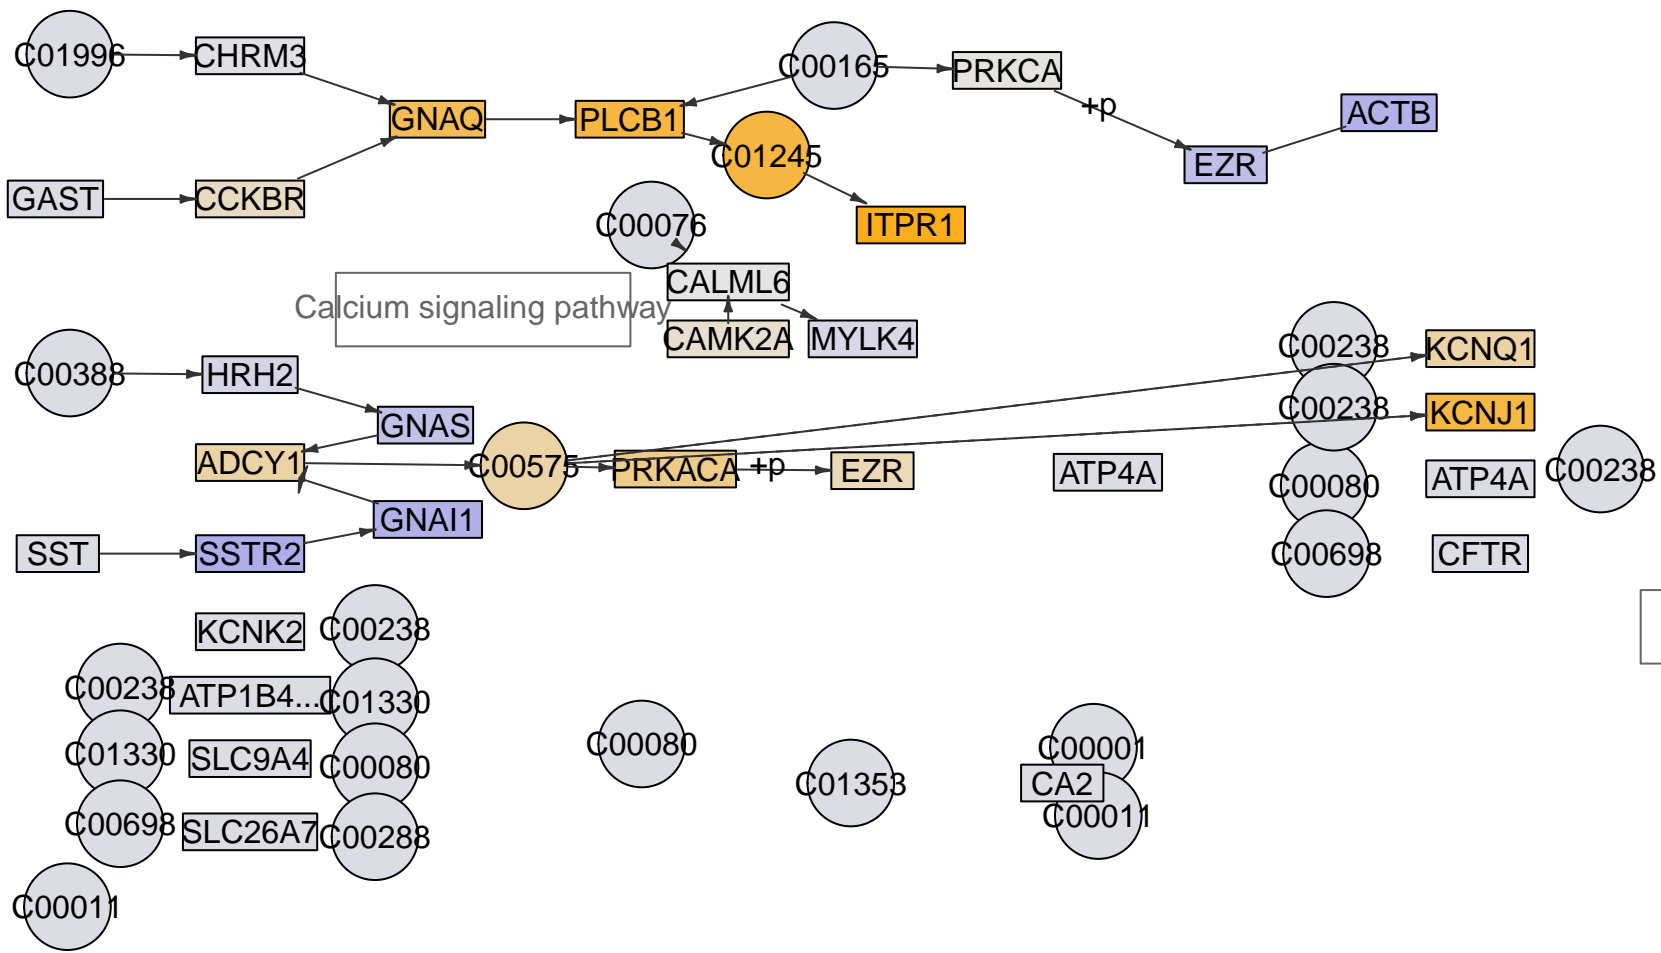 C01996
CHRM3
C00165
PRKCA
+p
ACTB
GNAQ
PLCB1
C01245
EZR
GAST
CCKBR
C00076
ITPR1
CALML6
Calcium signaling pathway
CAMK2A
MYLK4
C00238
KCNQ1
C00388
HRH2
C00238
KCNJ1
GNAS
ADCY1
C00575
PRKACA
+p
EZR
ATP4A
C00080
ATP4A
C00238
GNAI1
SST
SSTR2
C00698
CFTR
KCNK2
C00238
C00238
ATP1B4...
C01330
C01330
SLC9A4
C00080
C00080
C01353
C00001
CA2
C00011
C00698
SLC26A7
C00288
C00011